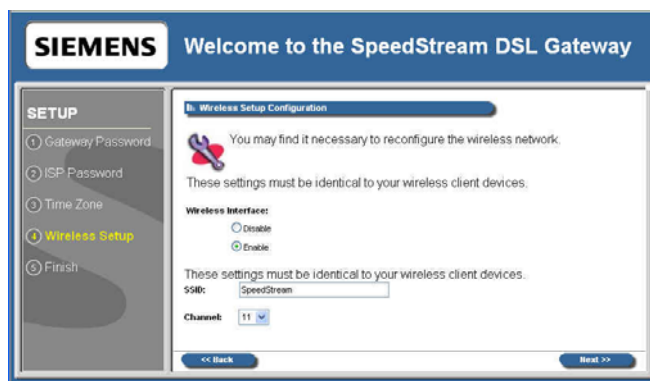 SIEMENS
Welcome to the SpeedStream DSL Gateway
SETUP
1 Gateway Password
2 ISP Password
3 Time Zone
4 Wireless Setup
5 Finish
Wireless Setup Configuration
You may find it necessary to reconfigure the wireless network.
These settings must be identical to your wireless client devices.
Wireless Interface:
Disable
Enable
These settings must be identical to your wireless client devices.
SSID: SpeedStream
Channel: 11
<< Back
Next >>